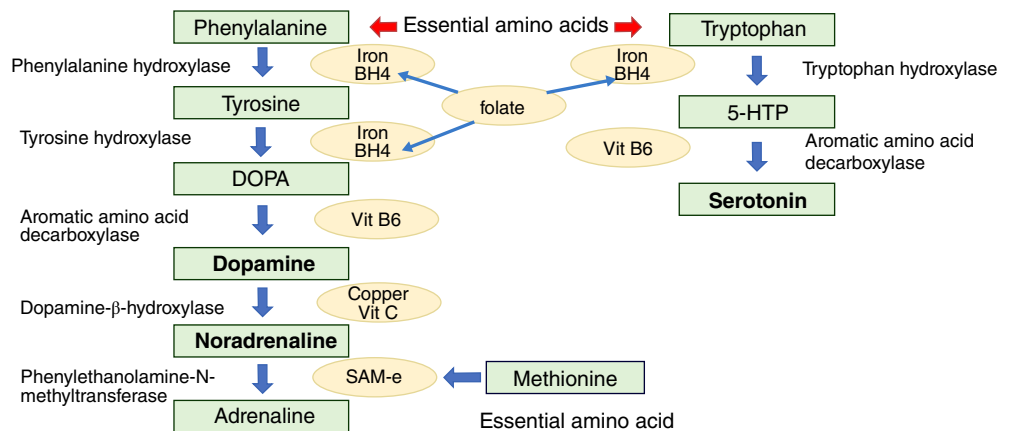 Phenylalanine
Essential amino acids
Tryptophan
Phenylalanine hydroxylase
Iron
BH4
Iron
BH4
Tryptophan hydroxylase
Tyrosine
folate
5-HTP
Tyrosine hydroxylase
Iron
BH4
Vit B6
Aromatic amino acid
decarboxylase
DOPA
Serotonin
Aromatic amino acid
decarboxylase
Vit B6
Dopamine
Dopamine-β-hydroxylase
Copper
Vit C
Noradrenaline
Phenylethanolamine-N-
methyltransferase
SAM-e
Methionine
Adrenaline
Essential amino acid